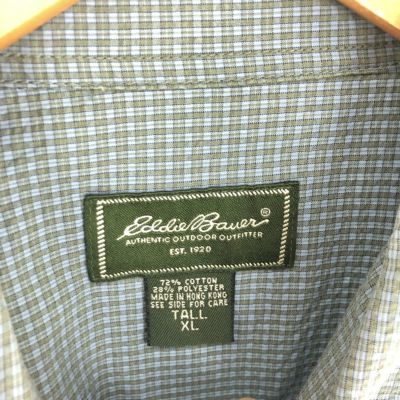 Eddie Bauer®
AUTHENTIC OUTDOOR OUTFITTER
EST. 1920
72% COTTON
28% POLYESTER
MADE IN HONG KONG
SEE SIDE FOR CARE
TALL
XL